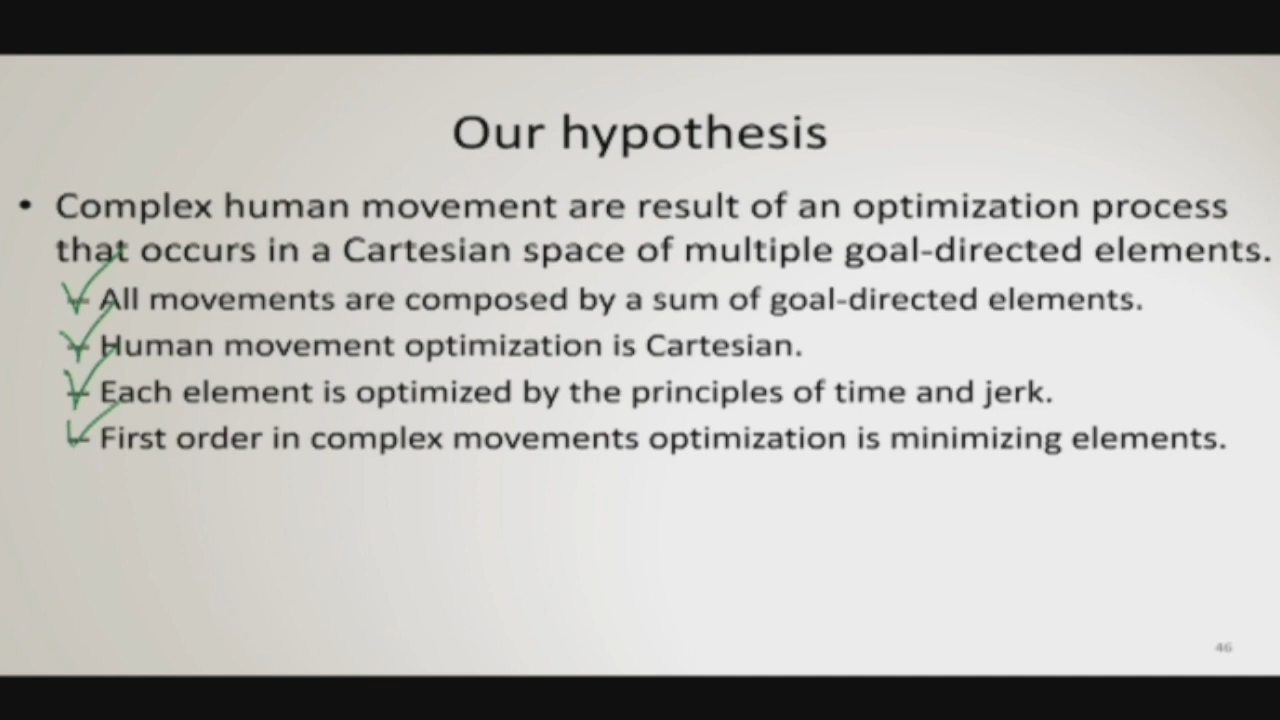 Our hypothesis
• Complex human movement are result of an optimization process
that occurs in a Cartesian space of multiple goal-directed elements.
– All movements are composed by a sum of goal-directed elements.
– Human movement optimization is Cartesian.
– Each element is optimized by the principles of time and jerk.
– First order in complex movements optimization is minimizing elements.
46